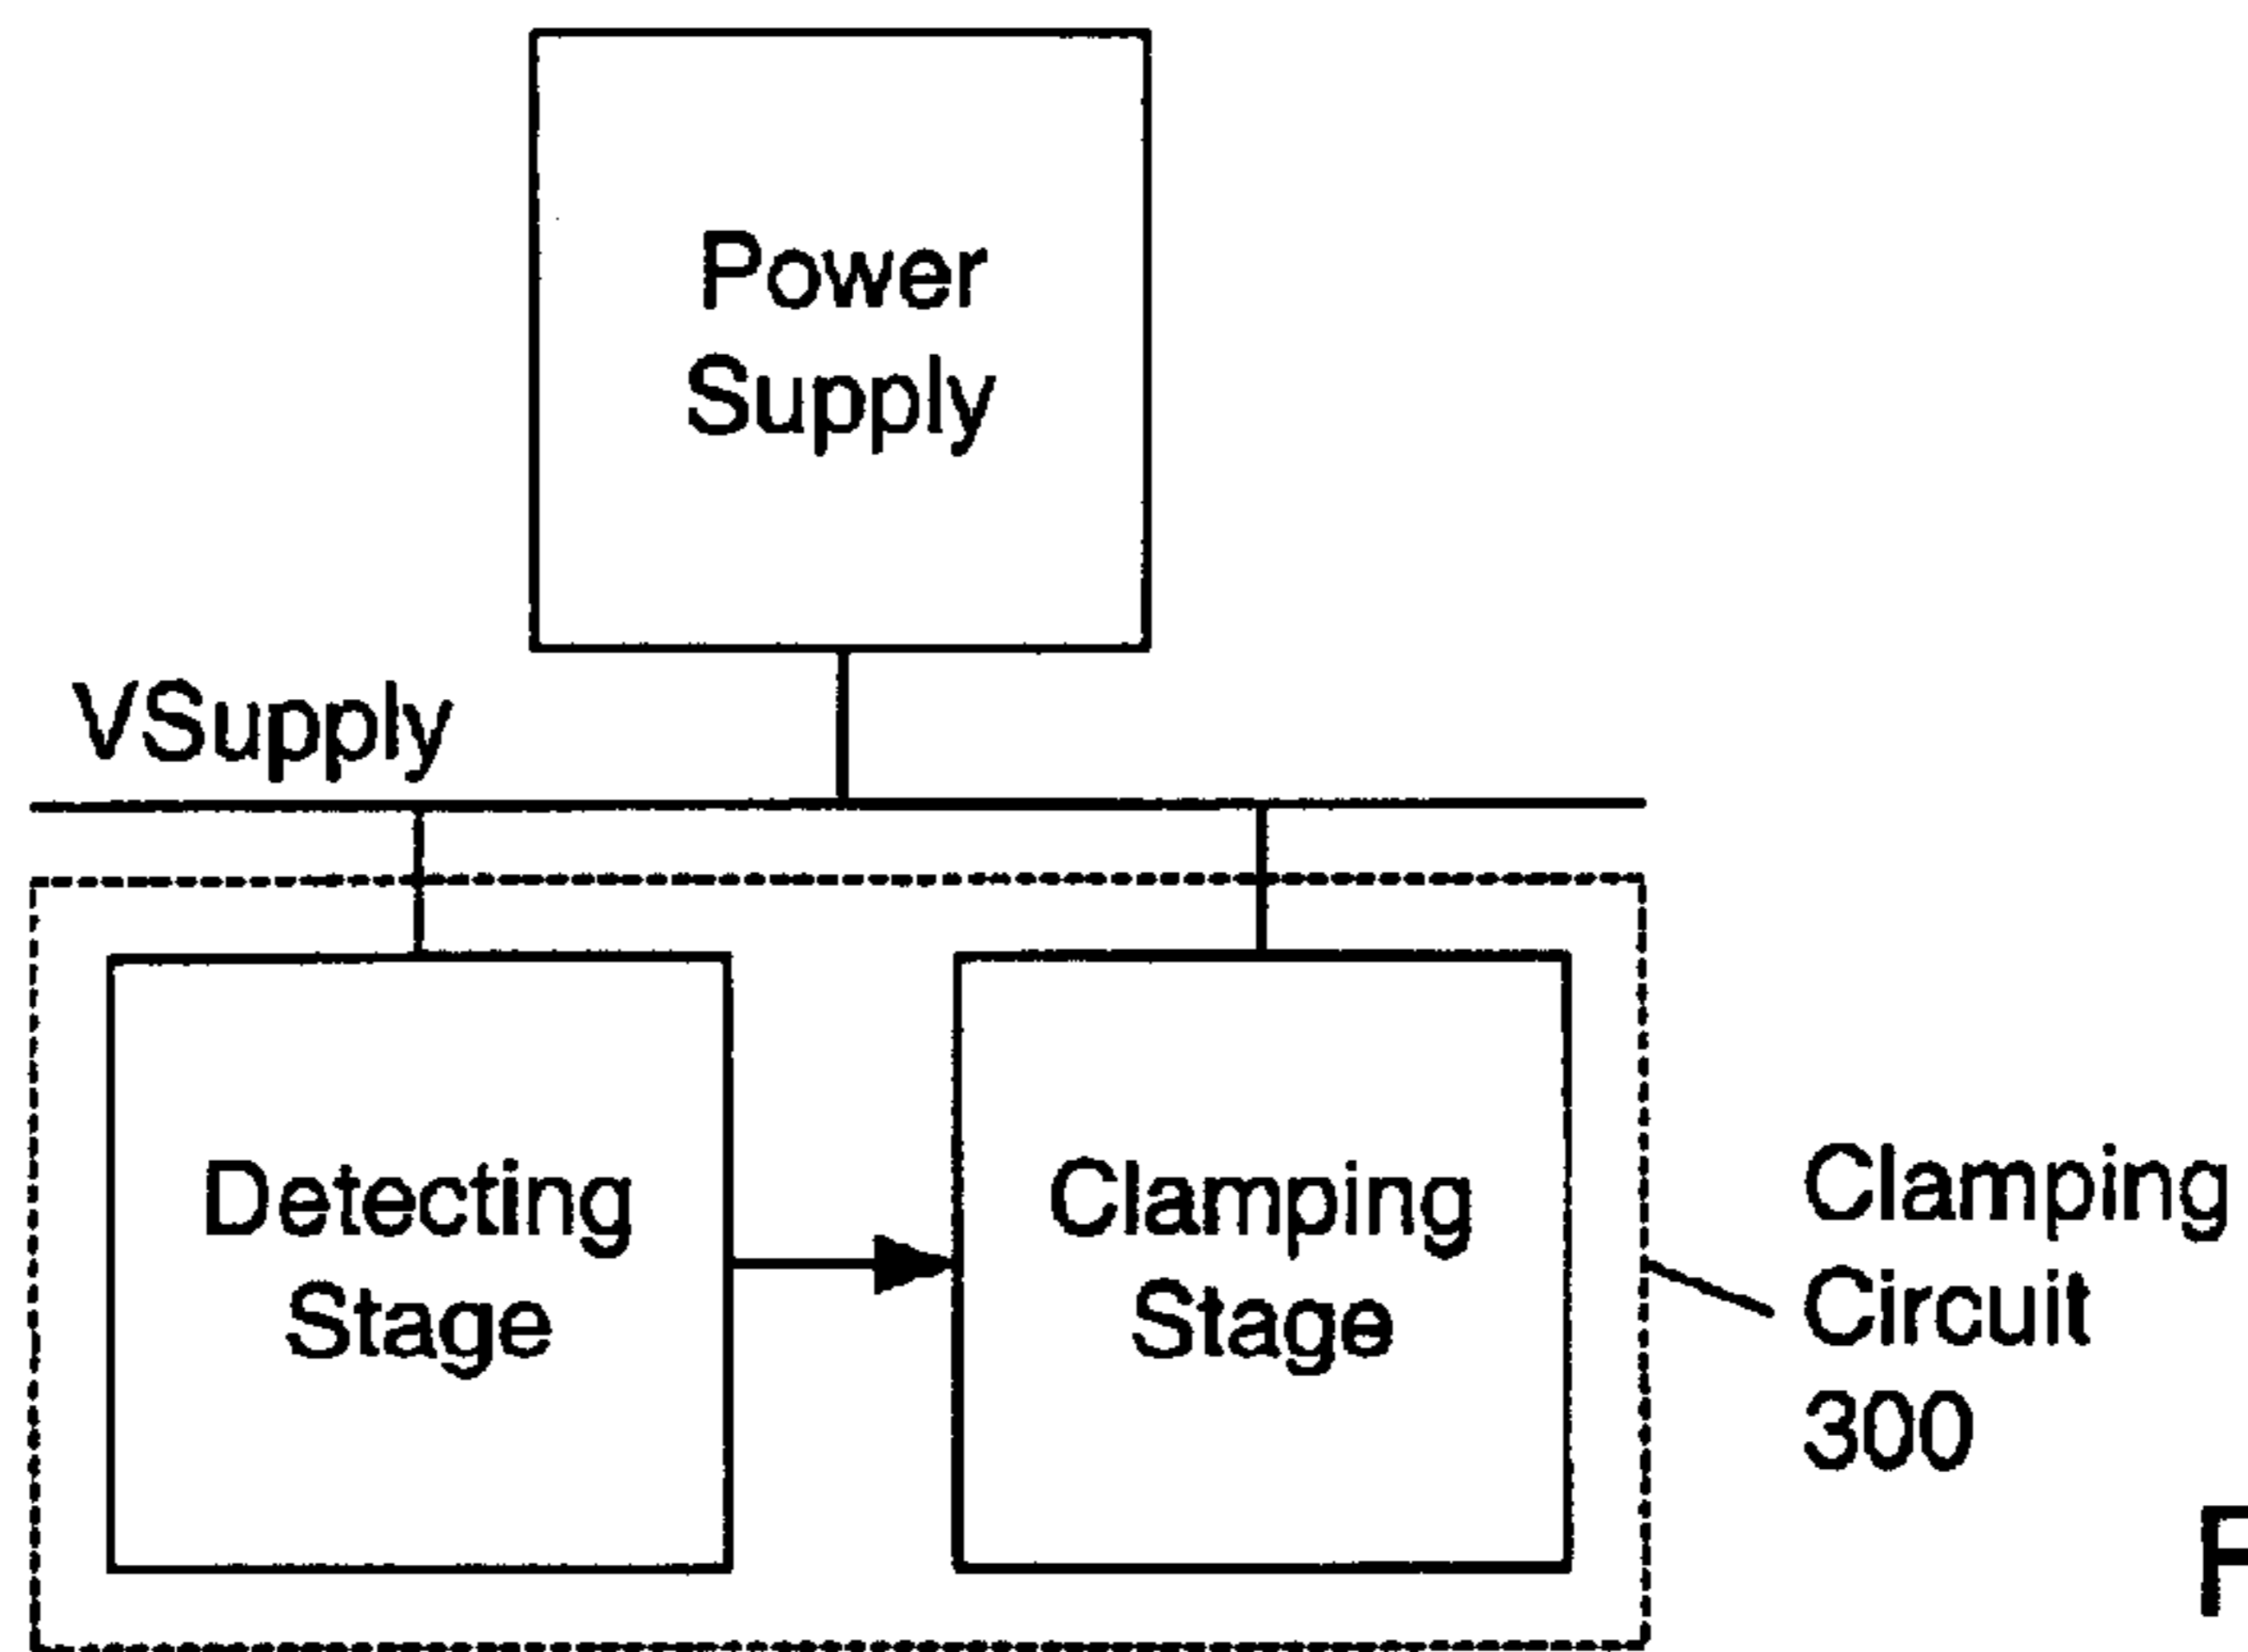 Power
Supply
VSupply
Detecting
Stage
Clamping
Stage
Clamping
Circuit
300